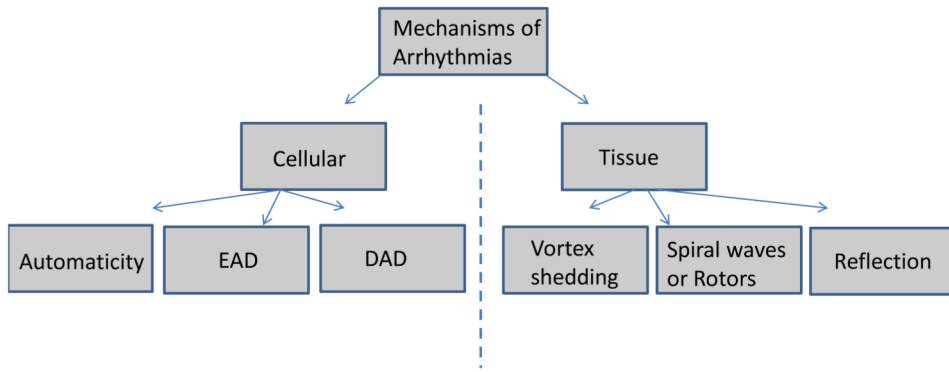 Mechanisms of
Arrhythmias
Cellular
Tissue
Automaticity
EAD
DAD
Vortex
shedding
Spiral waves
or Rotors
Reflection